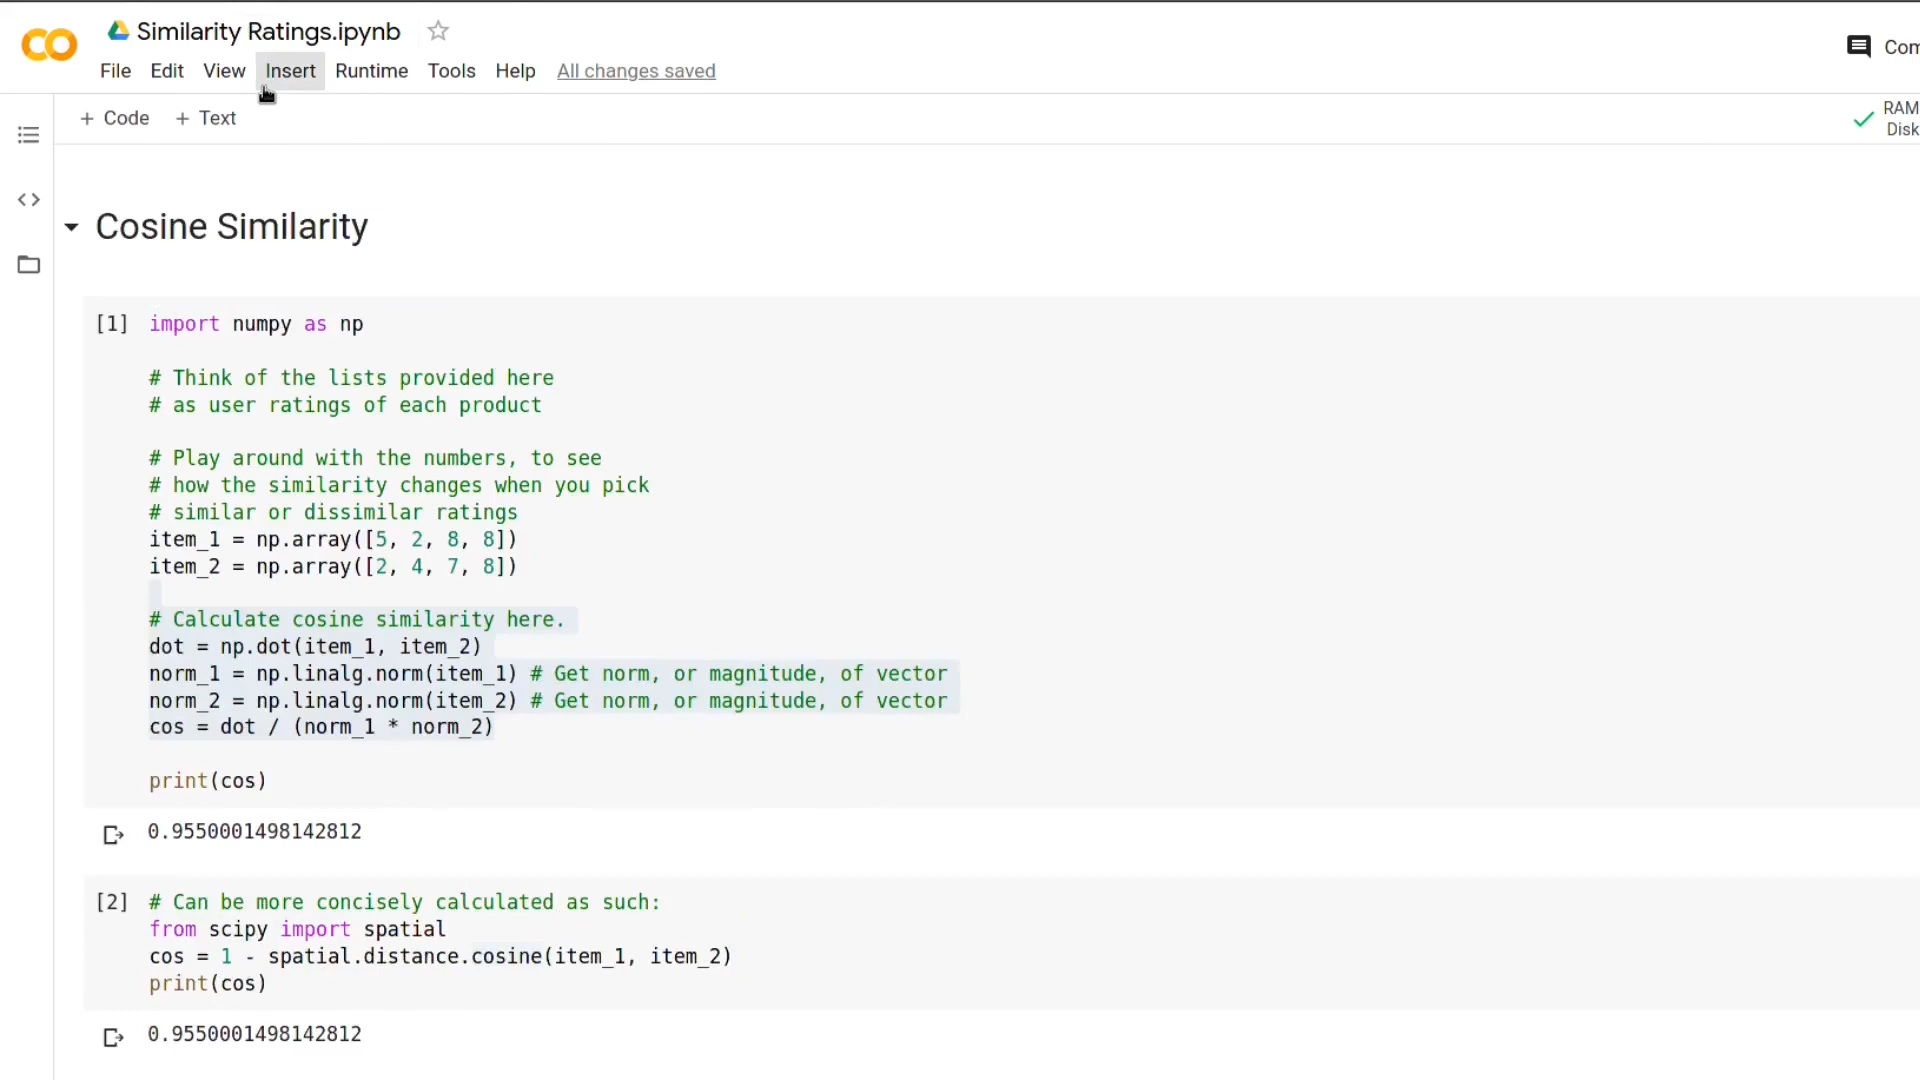 Similarity Ratings.ipynb
File Edit View Insert Runtime Tools Help All changes saved
+ Code + Text
RAM
Disk
Cosine Similarity
[1] import numpy as np
# Think of the lists provided here
# as user ratings of each product
# Play around with the numbers, to see
# how the similarity changes when you pick
# similar or dissimilar ratings
item_1 = np.array([5, 2, 8, 8])
item_2 = np.array([2, 4, 7, 8])
# Calculate cosine similarity here.
dot = np.dot(item_1, item_2)
norm_1 = np.linalg.norm(item_1) # Get norm, or magnitude, of vector
norm_2 = np.linalg.norm(item_2) # Get norm, or magnitude, of vector
cos = dot / (norm_1 * norm_2)
print(cos)
0.9550001498142812
[2] # Can be more concisely calculated as such:
from scipy import spatial
cos = 1 - spatial.distance.cosine(item_1, item_2)
print(cos)
0.9550001498142812